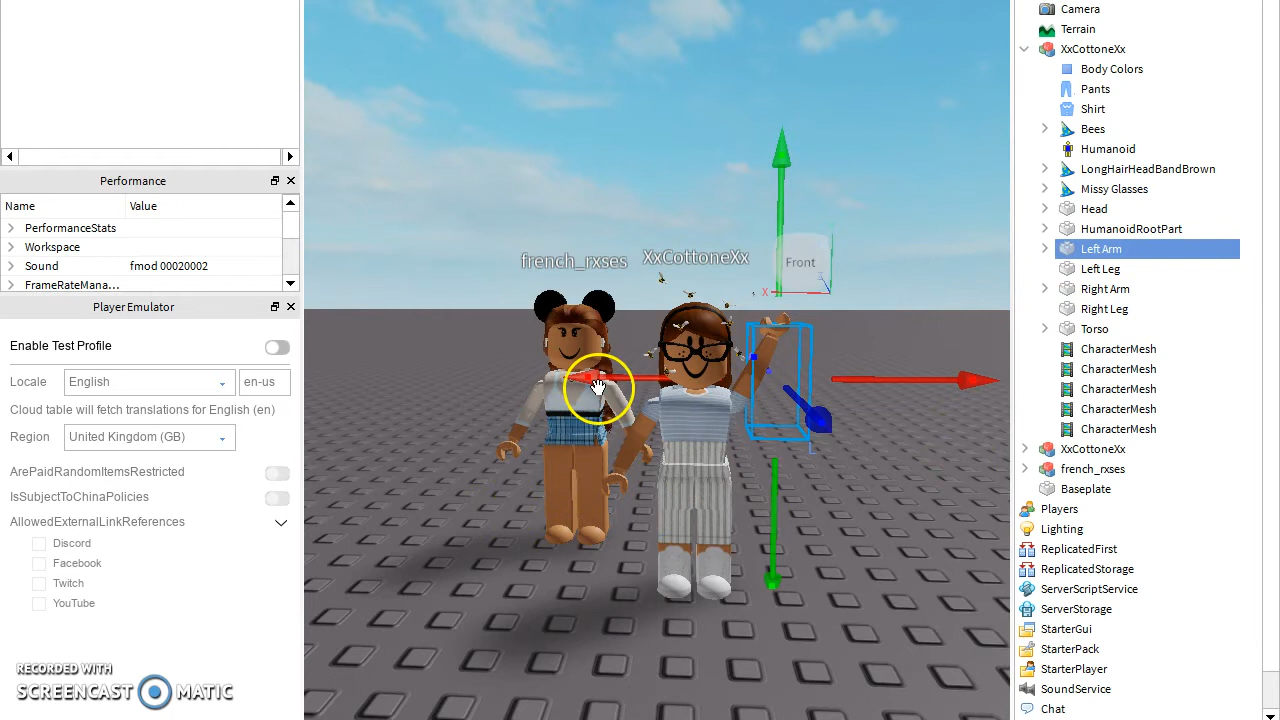 Performance
Name Value
PerformanceStats
Workspace
Sound fmod 00020002
FrameRateMana...
Player Emulator
Enable Test Profile
Locale English en-us
Cloud table will fetch translations for English (en)
Region United Kingdom (GB)
ArePaidRandomItemsRestricted
IsSubjectToChinaPolicies
AllowedExternalLinkReferences
Discord
Facebook
Twitch
YouTube
RECORDED WITH
SCREENCAST MATIC
french_rxses
XxCottoneXx
Front
X
Z
L
Camera
Terrain
XxCottoneXx
Body Colors
Pants
Shirt
Bees
Humanoid
LongHairHeadBandBrown
Missy Glasses
Head
HumanoidRootPart
Left Arm
Left Leg
Right Arm
Right Leg
Torso
CharacterMesh
CharacterMesh
CharacterMesh
CharacterMesh
CharacterMesh
XxCottoneXx
french_rxses
Baseplate
Players
Lighting
ReplicatedFirst
ReplicatedStorage
ServerScriptService
ServerStorage
StarterGui
StarterPack
StarterPlayer
SoundService
Chat